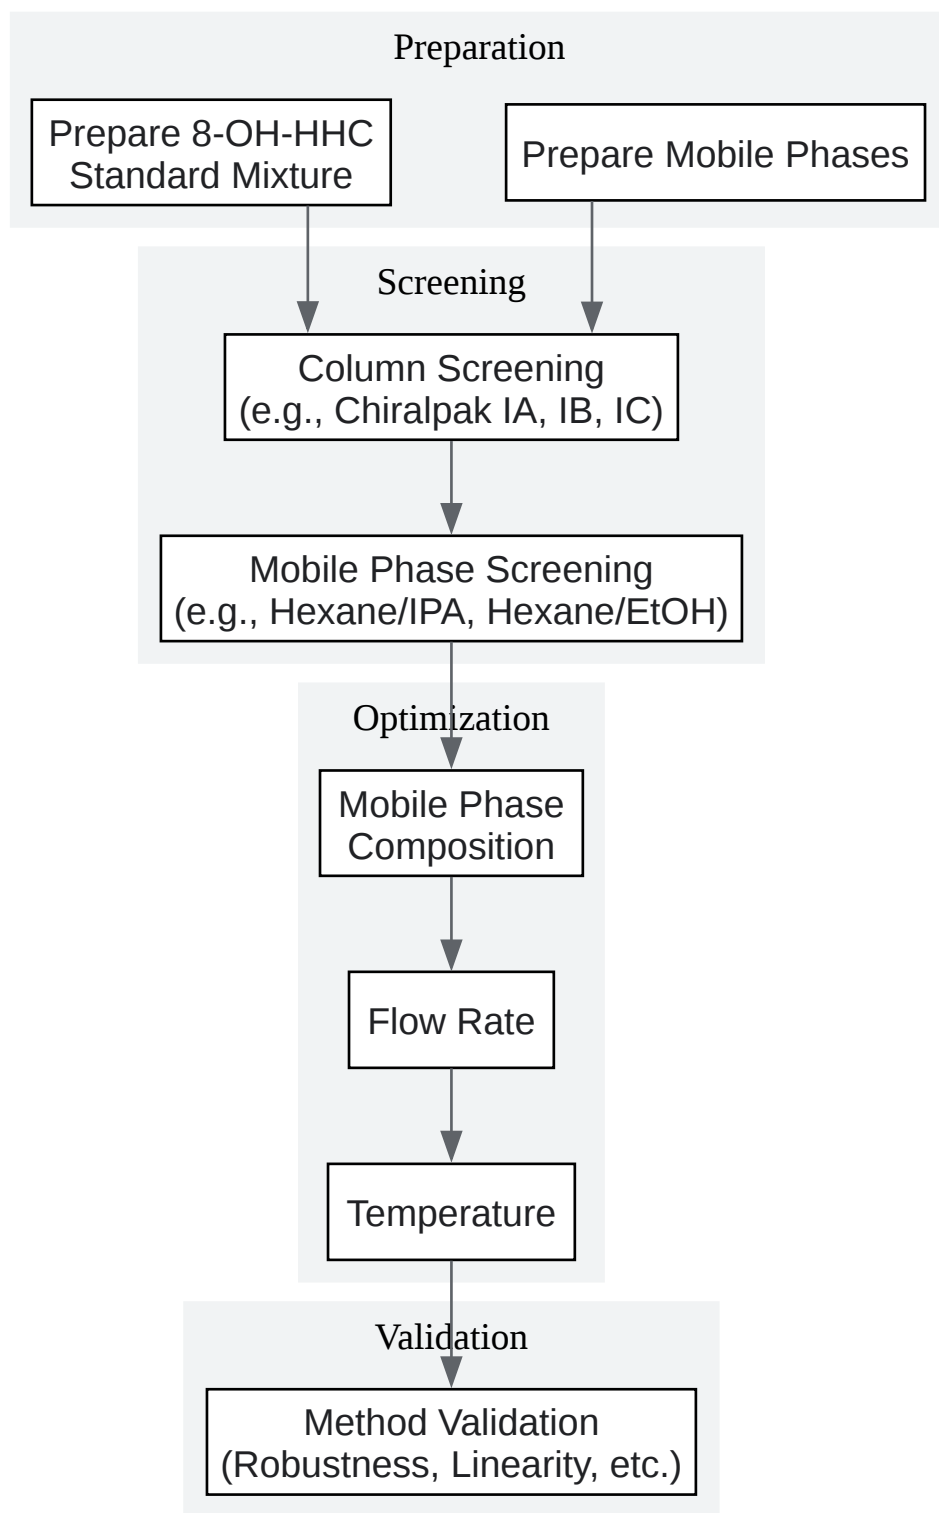 Preparation
Prepare 8-OH-HHC
Standard Mixture
Prepare Mobile Phases
Screening
Column Screening
(e.g., Chiralpak IA, IB, IC)
Mobile Phase Screening
(e.g., Hexane/IPA, Hexane/EtOH)
Optimization
Mobile Phase
Composition
Flow Rate
Temperature
Validation
Method Validation
(Robustness, Linearity, etc.)